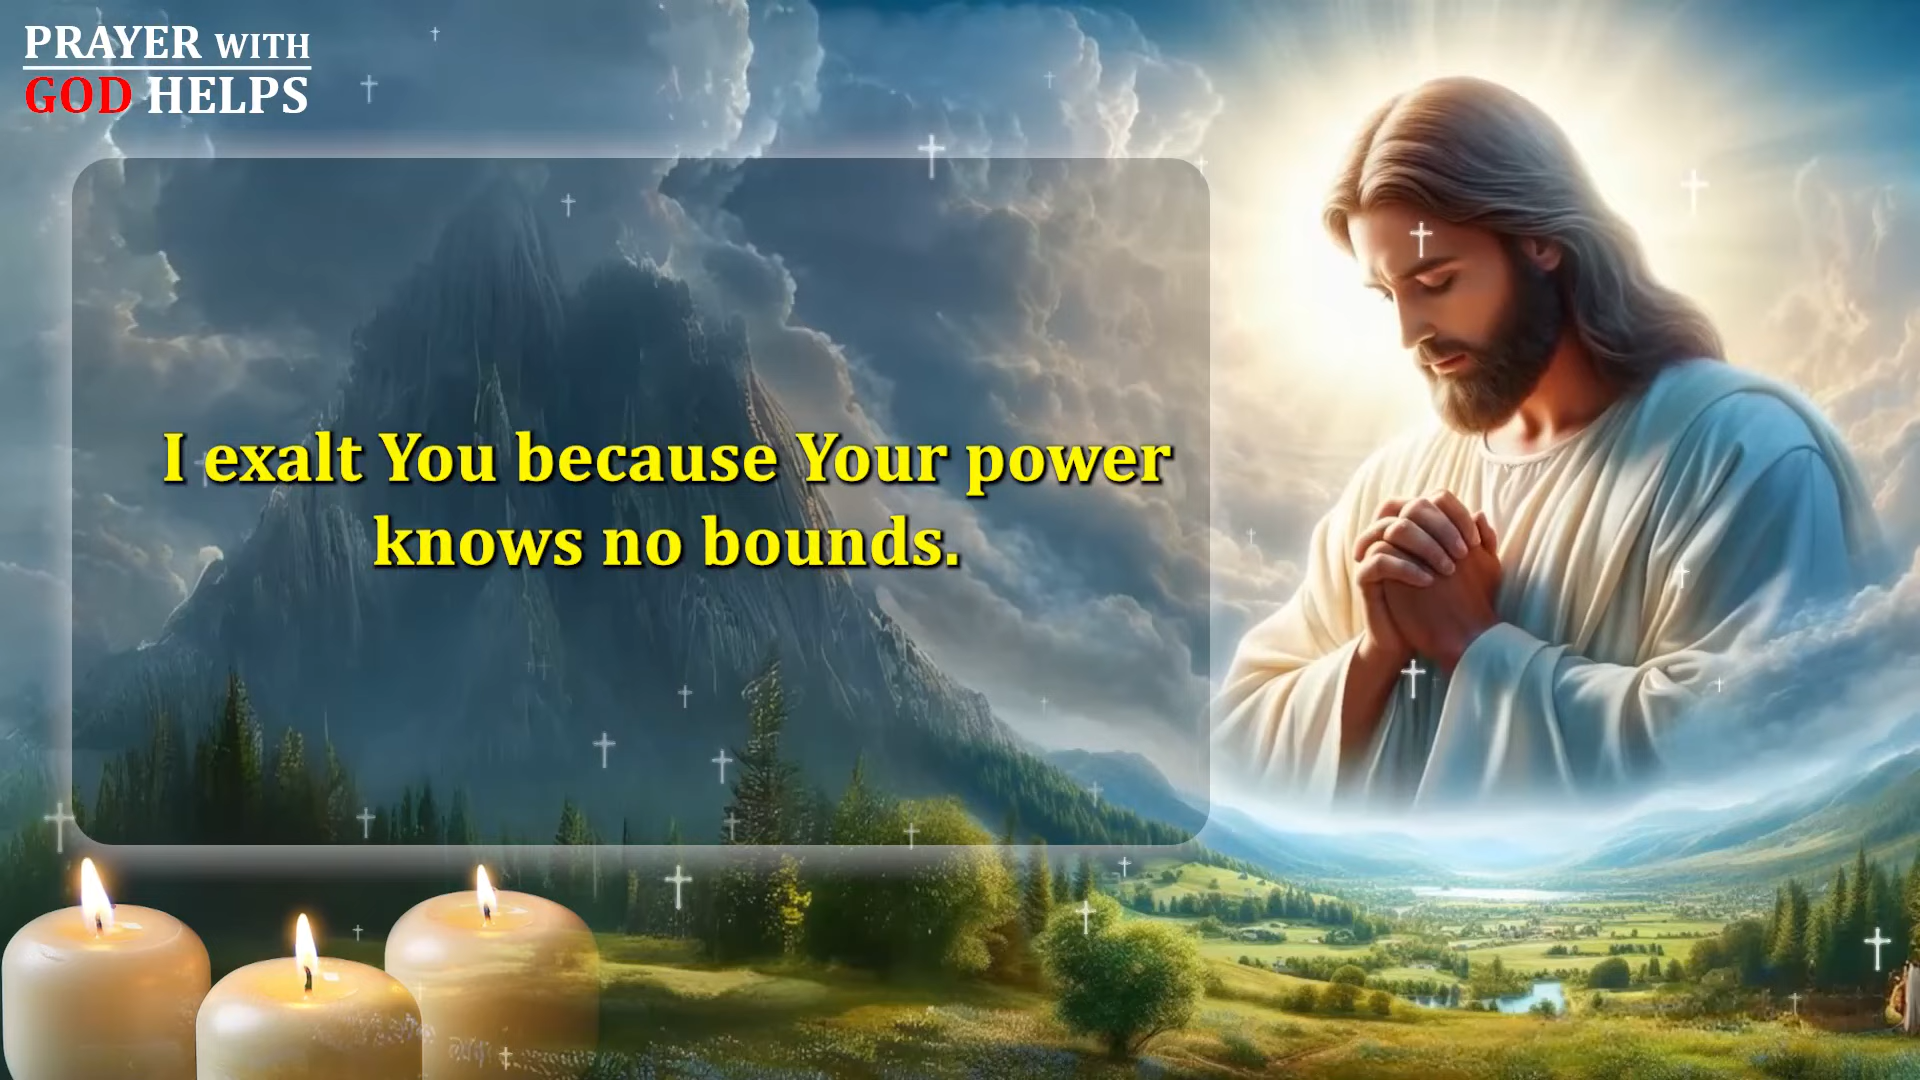 PRAYER WITH
GOD HELPS
I exalt You because Your power
knows no bounds.